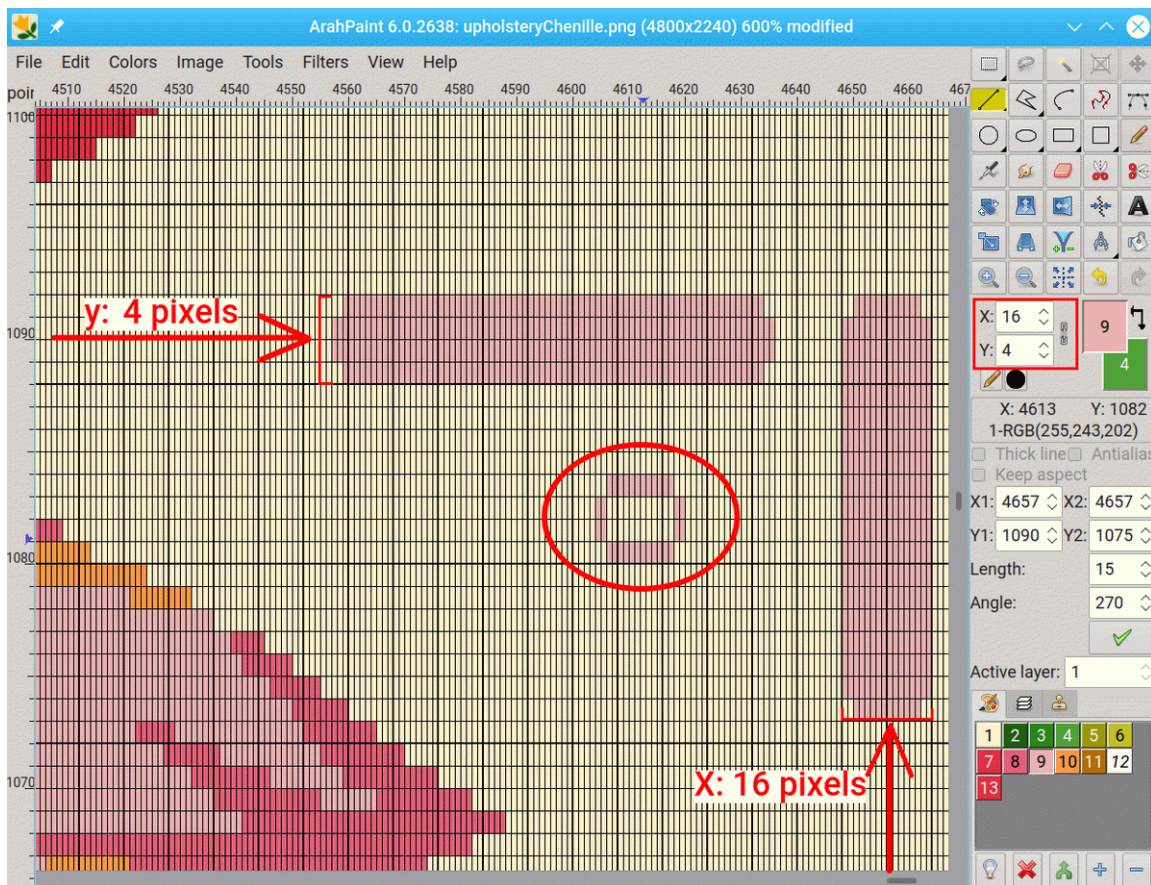 ArahPaint 6.0.2638: upholsteryChenille.png (4800x2240) 600% modified
File Edit Colors Image Tools Filters View Help
poir 4510 4520 4530 4540 4550 4560 4570 4580 4590 4600 4610 4620 4630 4640 4650 4660 467
1100
y: 4 pixels
1090
1080
1070
X: 16 pixels
A
X: 16
Y: 4
9
4
X: 4613 Y: 1082
1-RGB(255,243,202)
Thick line Antialias
Keep aspect
X1: 4657 X2: 4657
Y1: 1090 Y2: 1075
Length: 15
Angle: 270
Active layer: 1
1 2 3 4 5 6
7 8 9 10 11 12
13